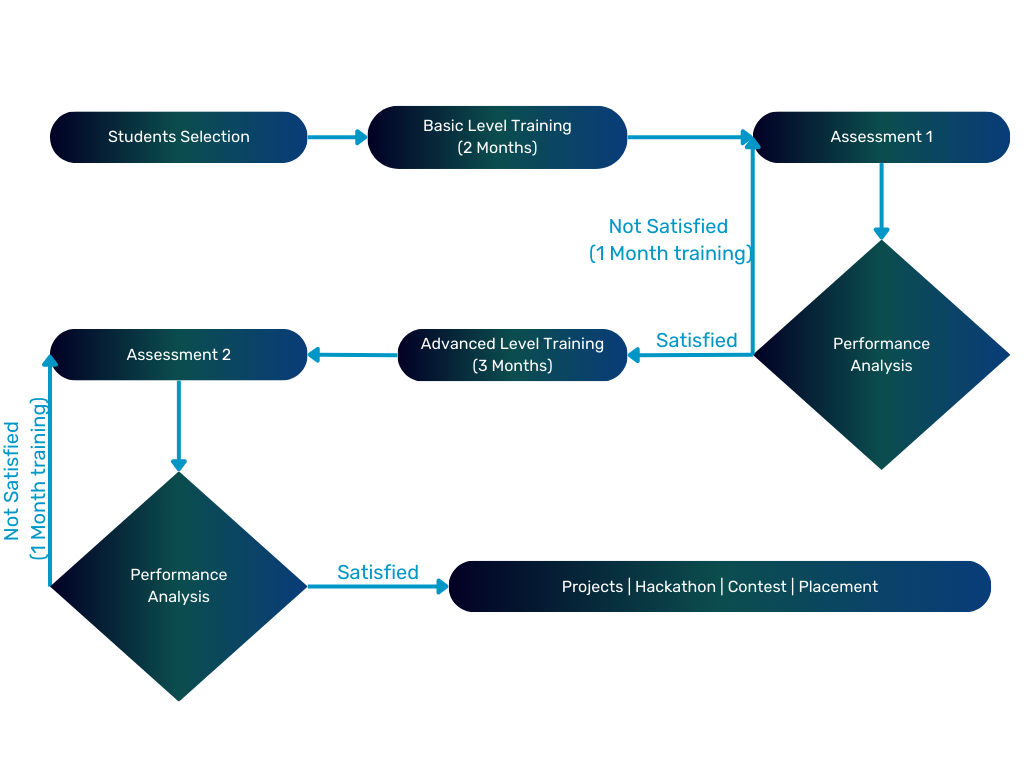 Students Selection
Basic Level Training
(2 Months)
Assessment 1
Not Satisfied
(1 Month training)
Performance
Analysis
Satisfied
Advanced Level Training
(3 Months)
Assessment 2
Not Satisfied
(1 Month training)
Performance
Analysis
Satisfied
Projects | Hackathon | Contest | Placement